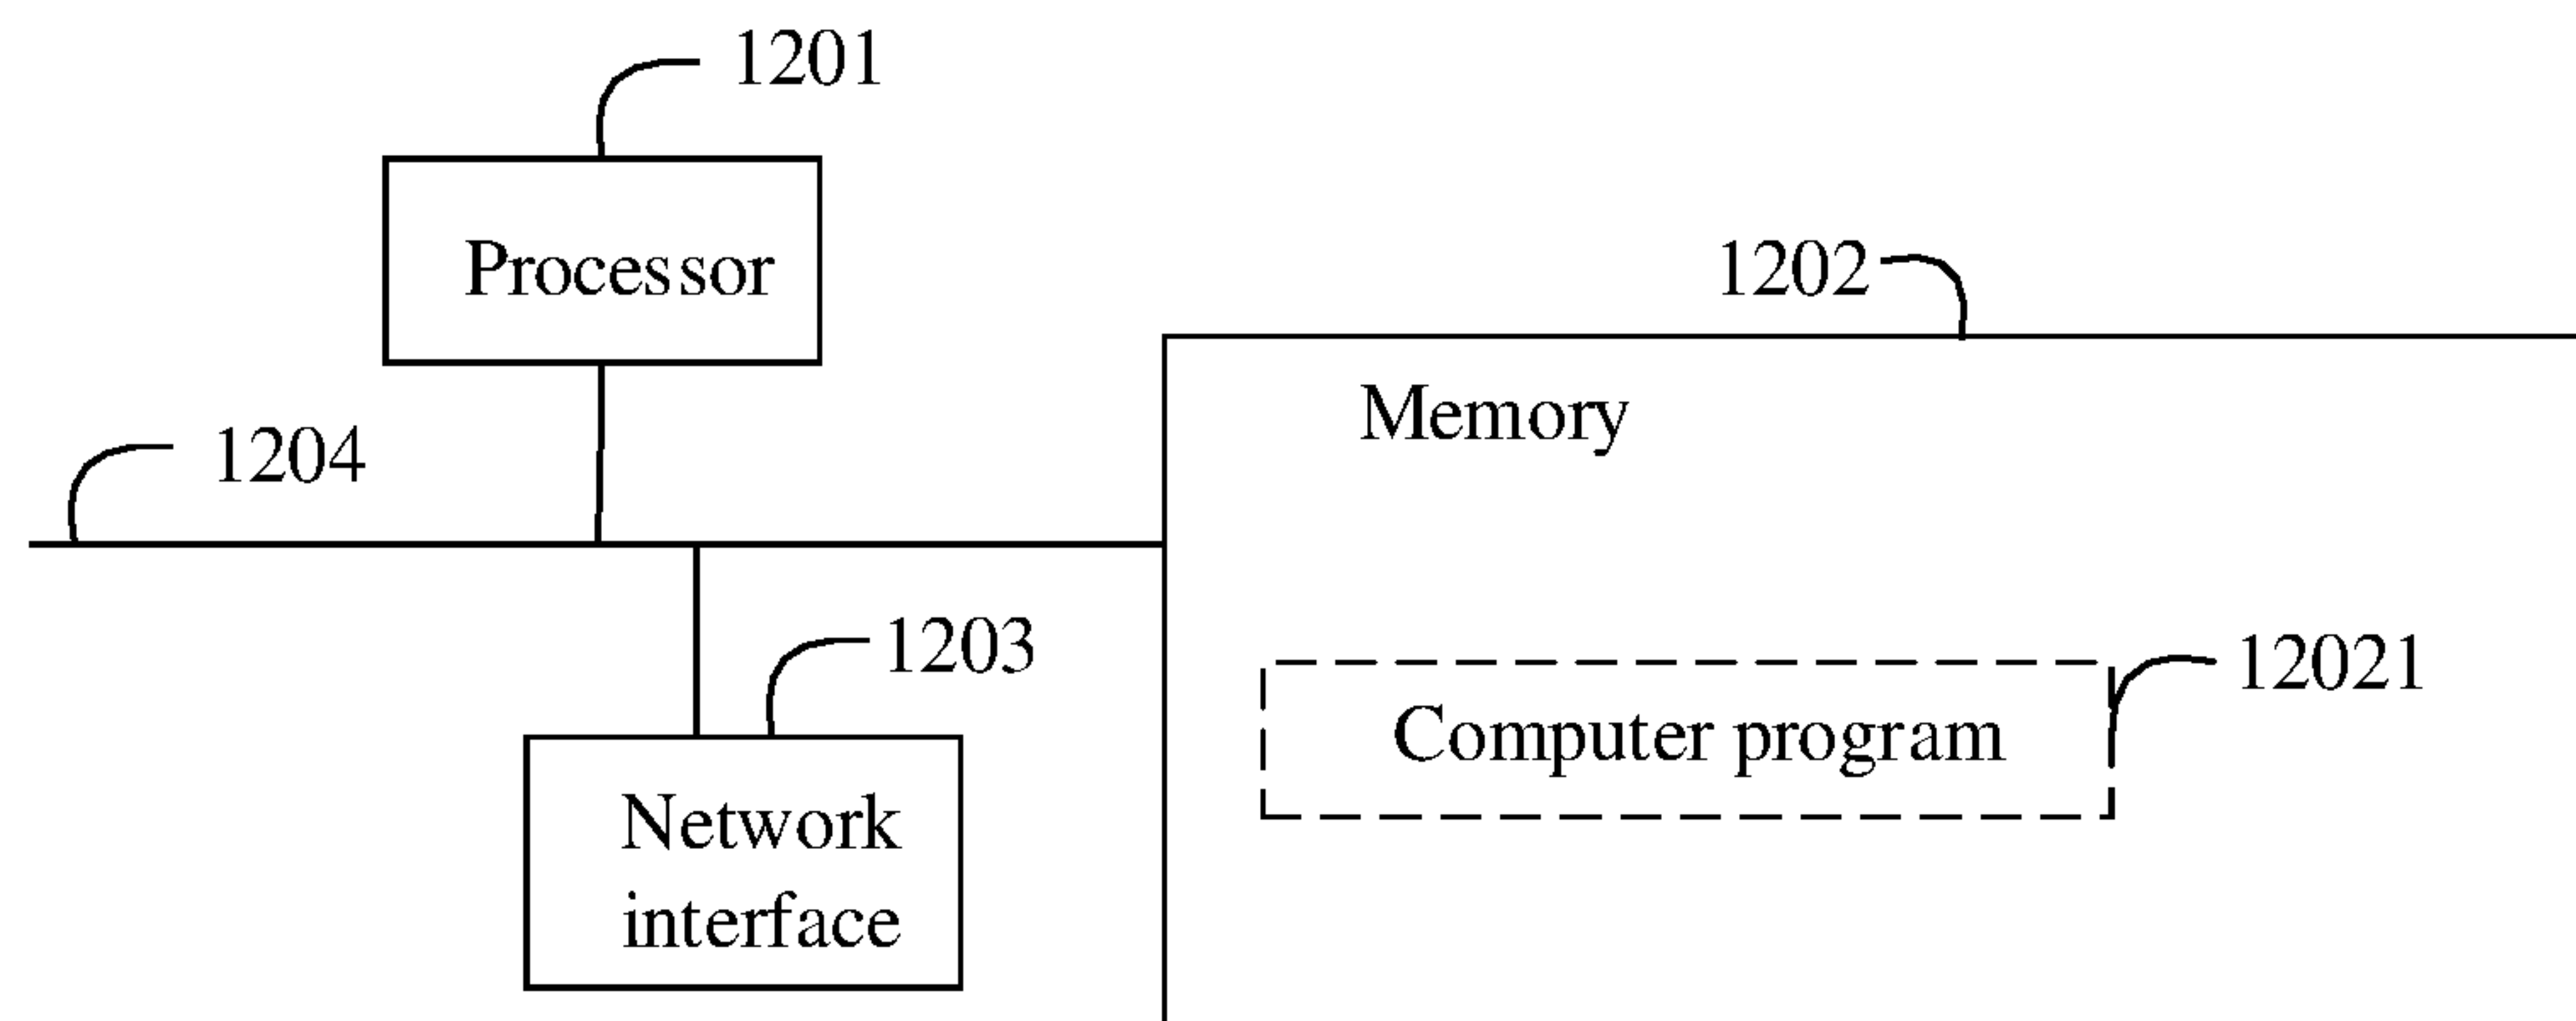 1201
Processor
1202
Memory
1204
1203
12021
Computer program
Network
interface